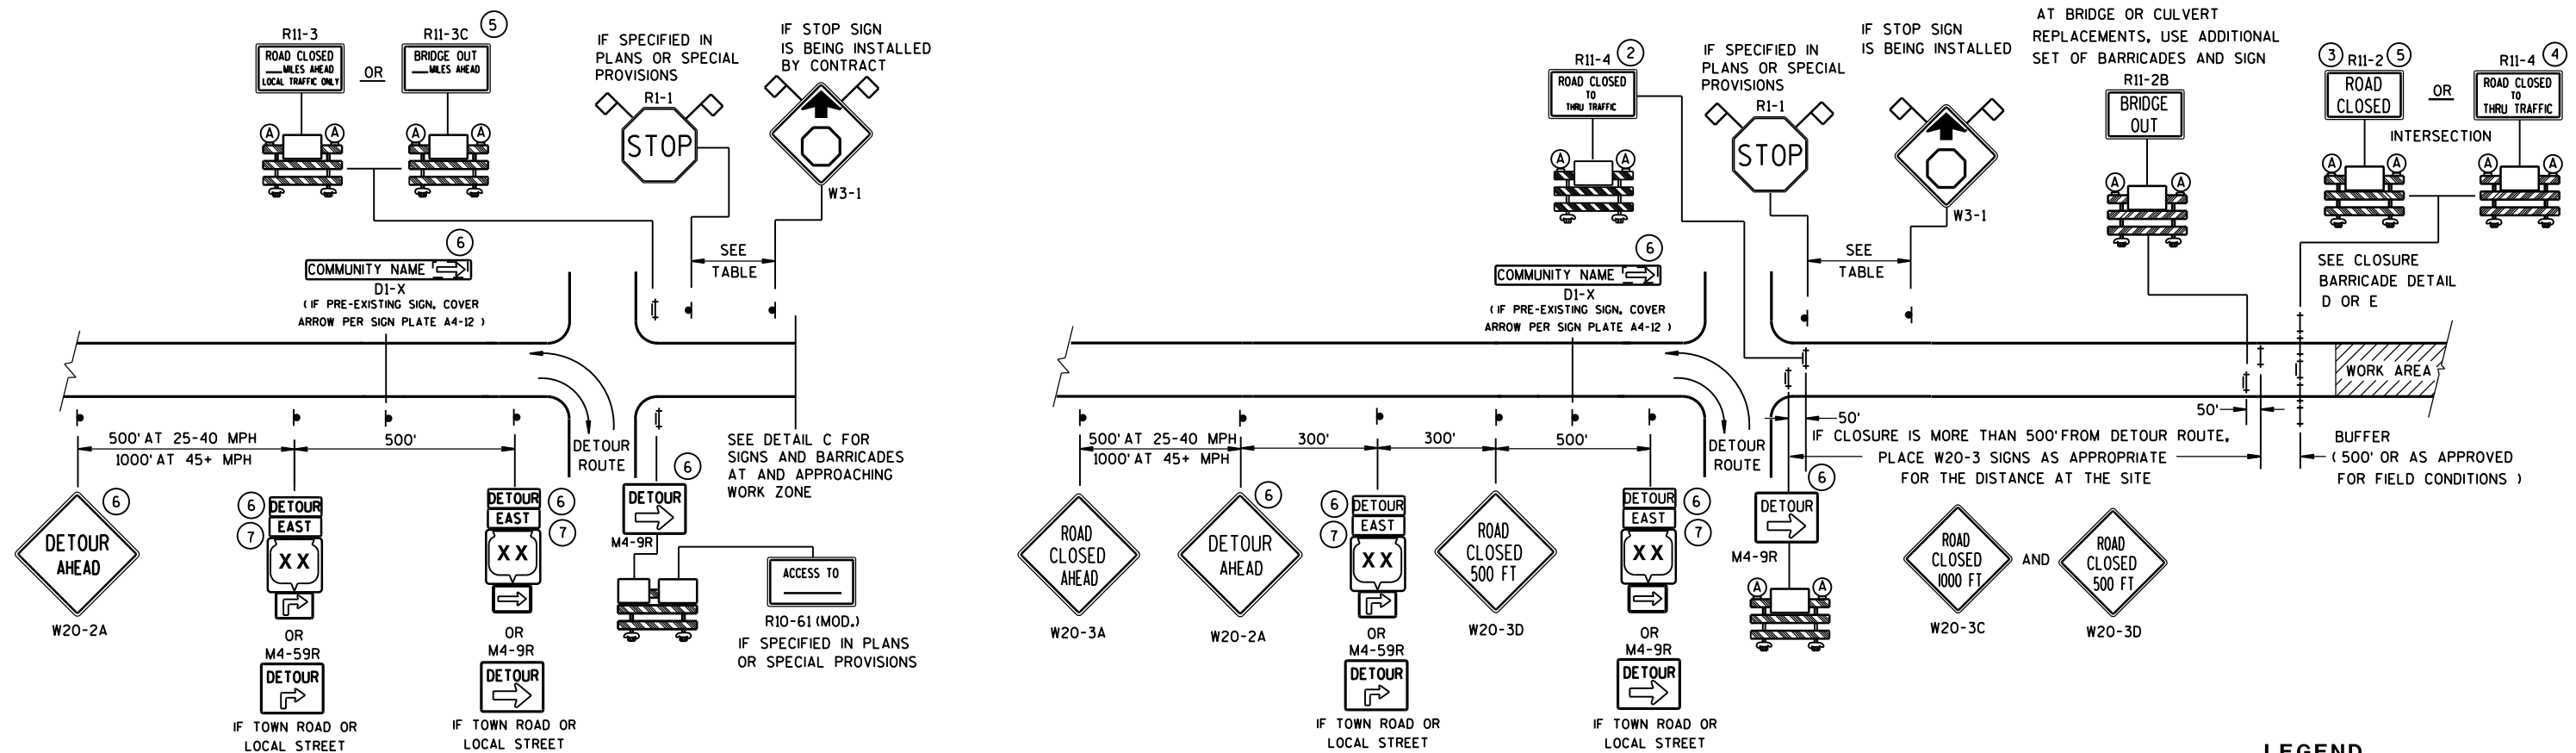 R11-3
ROAD CLOSED
MILES AHEAD
LOCAL TRAFFIC ONLY
OR
R11-3C
5
BRIDGE OUT
MILES AHEAD
A
A
A
A
IF SPECIFIED IN
PLANS OR SPECIAL
PROVISIONS
R1-1
STOP
IF STOP SIGN
IS BEING INSTALLED
BY CONTRACT
W3-1
SEE
TABLE
6
COMMUNITY NAME
D1-X
(IF PRE-EXISTING SIGN, COVER
ARROW PER SIGN PLATE A4-12 )
500' AT 25-40 MPH
1000' AT 45+ MPH
500'
DETOUR
ROUTE
SEE DETAIL C FOR
SIGNS AND BARRICADES
AT AND APPROACHING
WORK ZONE
6
DETOUR
AHEAD
W20-2A
6
7
DETOUR
EAST
XX
OR
M4-59R
DETOUR
IF TOWN ROAD OR
LOCAL STREET
DETOUR
EAST
XX
6
7
OR
M4-9R
DETOUR
IF TOWN ROAD OR
LOCAL STREET
6
DETOUR
M4-9R
ACCESS TO
R10-61 (MOD.)
IF SPECIFIED IN PLANS
OR SPECIAL PROVISIONS
R11-4
2
ROAD CLOSED
TO
THRU TRAFFIC
A
A
IF SPECIFIED IN
PLANS OR SPECIAL
PROVISIONS
R1-1
STOP
IF STOP SIGN
IS BEING INSTALLED
W3-1
SEE
TABLE
AT BRIDGE OR CULVERT
REPLACEMENTS, USE ADDITIONAL
SET OF BARRICADES AND SIGN
R11-2B
BRIDGE
OUT
A
A
3
R11-2
5
ROAD
CLOSED
OR
R11-4
4
ROAD CLOSED
TO
THRU TRAFFIC
INTERSECTION
A
A
A
A
SEE CLOSURE
BARRICADE DETAIL
D OR E
6
COMMUNITY NAME
D1-X
(IF PRE-EXISTING SIGN, COVER
ARROW PER SIGN PLATE A4-12 )
WORK AREA
500' AT 25-40 MPH
1000' AT 45+ MPH
300'
300'
500'
DETOUR
ROUTE
50'
50'
IF CLOSURE IS MORE THAN 500' FROM DETOUR ROUTE,
PLACE W20-3 SIGNS AS APPROPRIATE
FOR THE DISTANCE AT THE SITE
BUFFER
( 500' OR AS APPROVED
FOR FIELD CONDITIONS )
ROAD
CLOSED
AHEAD
W20-3A
6
DETOUR
AHEAD
W20-2A
6
7
DETOUR
EAST
XX
OR
M4-59R
DETOUR
IF TOWN ROAD OR
LOCAL STREET
ROAD
CLOSED
500 FT
W20-3D
DETOUR
EAST
XX
6
7
OR
M4-9R
DETOUR
IF TOWN ROAD OR
LOCAL STREET
6
DETOUR
M4-9R
A
A
ROAD
CLOSED
1000 FT
W20-3C
AND
ROAD
CLOSED
500 FT
W20-3D
LEGEND